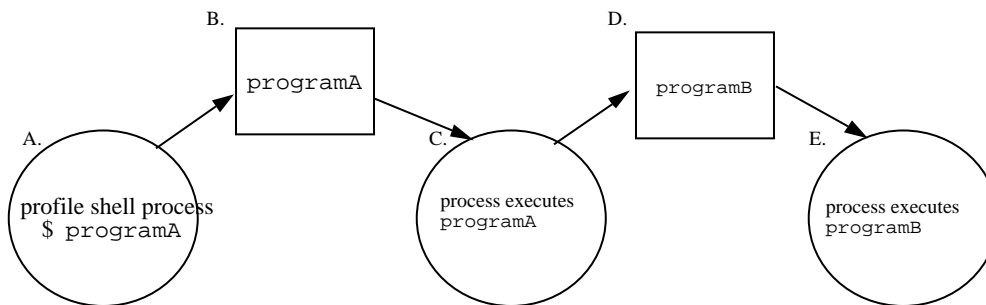 A.
profile shell process
$ programA
B.
programA
C.
process executes
programA
D.
programB
E.
process executes
programB